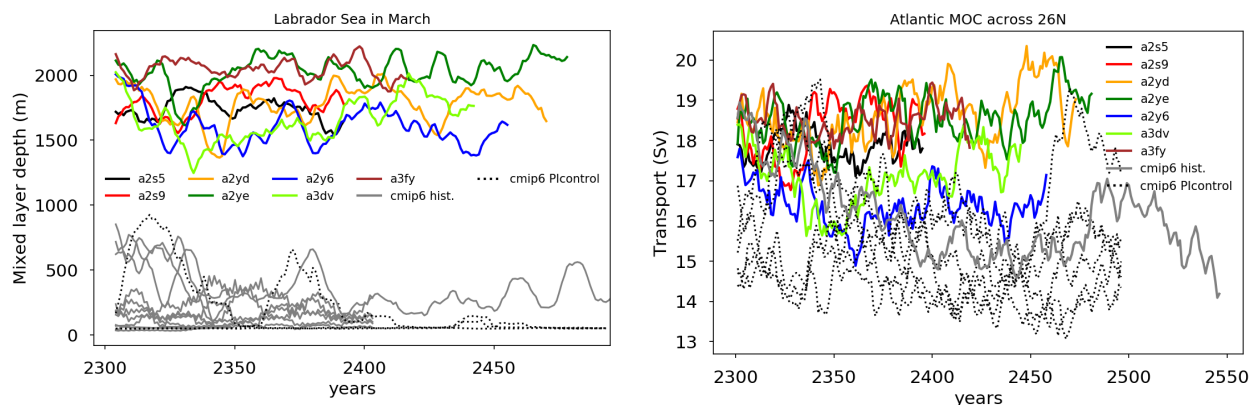 Labrador Sea in March
Mixed layer depth (m)
2000
1500
1000
500
0
a2s5
a2s9
a2yd
a2ye
a2y6
a3dv
a3fy
cmip6 hist.
cmip6 PIcontrol
2300
2350
2400
2450
years
Atlantic MOC across 26N
Transport (Sv)
20
19
18
17
16
15
14
13
a2s5
a2s9
a2yd
a2ye
a2y6
a3dv
a3fy
cmip6 hist.
cmip6 PIcontrol
2300
2350
2400
2450
2500
2550
years